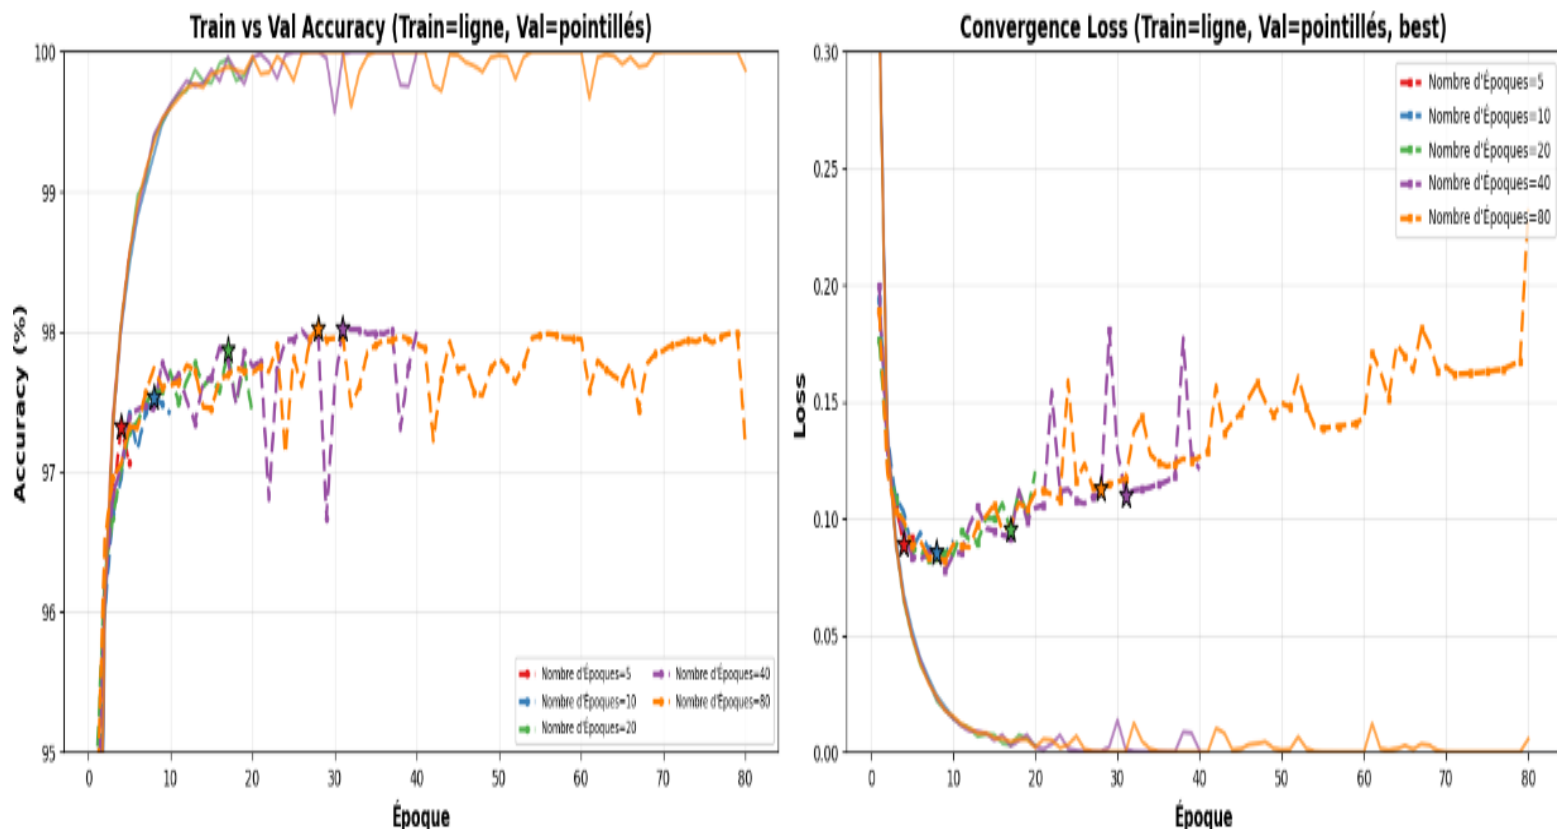 Train vs Val Accuracy (Train=ligne, Val=pointillés)
100
99
98
97
96
95
Accuracy (%)
0 10 20 30 40 50 60 70 80
Époque
Nombre d'Époques=5
Nombre d'Époques=10
Nombre d'Époques=20
Nombre d'Époques=40
Nombre d'Époques=80
Convergence Loss (Train=ligne, Val=pointillés, best)
0.30
0.25
0.20
0.15
0.10
0.05
0.00
Loss
0 10 20 30 40 50 60 70 80
Époque
Nombre d'Époques=5
Nombre d'Époques=10
Nombre d'Époques=20
Nombre d'Époques=40
Nombre d'Époques=80